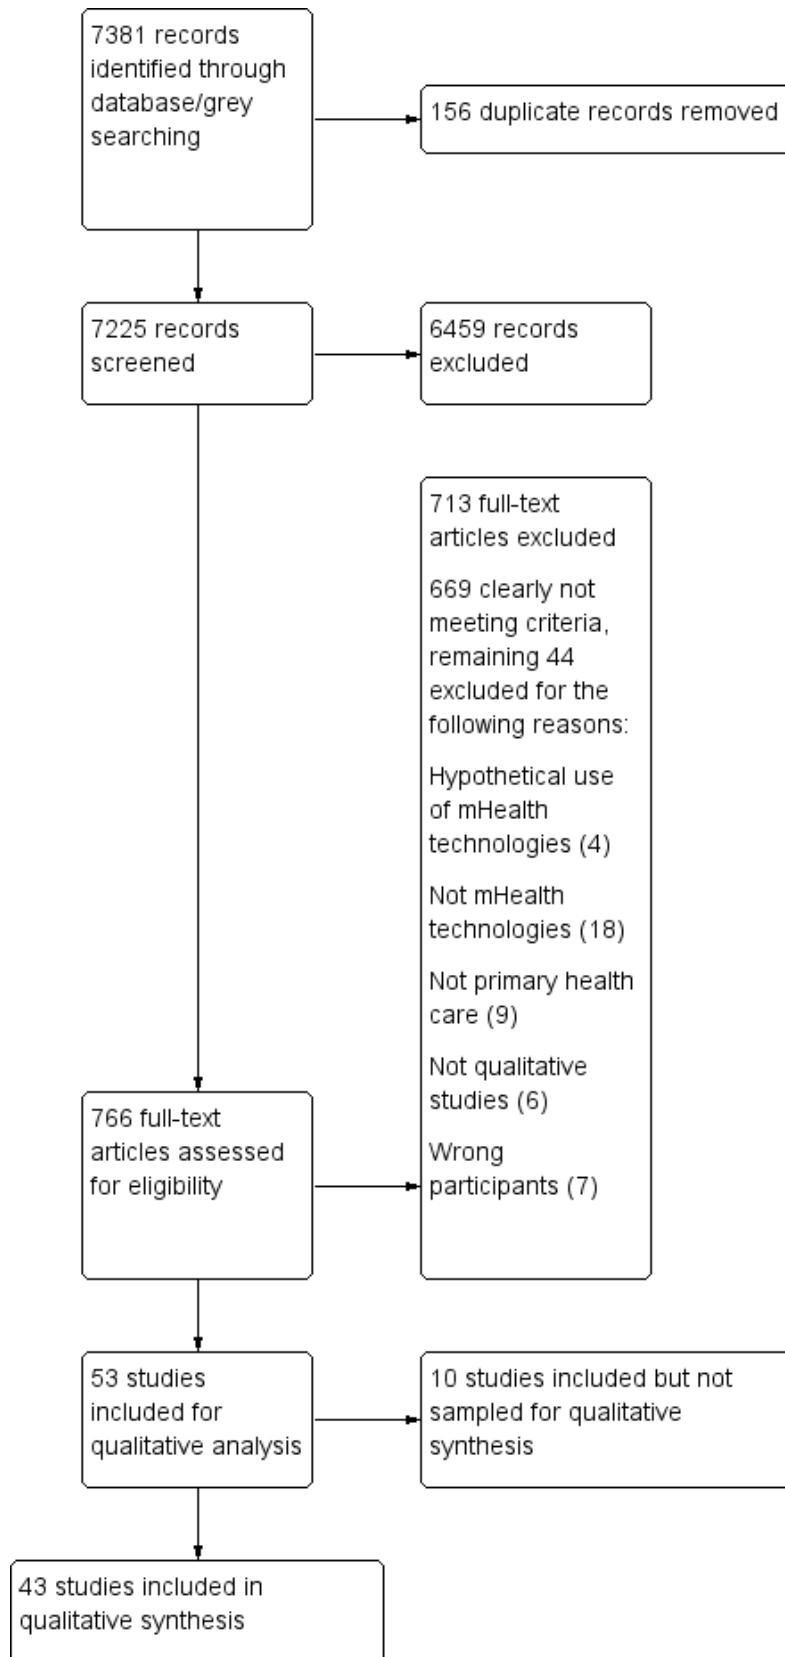 7381 records
identified through
database/grey
searching
156 duplicate records removed
7225 records
screened
6459 records
excluded
713 full-text
articles excluded
669 clearly not
meeting criteria,
remaining 44
excluded for the
following reasons:
Hypothetical use
of mHealth
technologies (4)
Not mHealth
technologies (18)
Not primary health
care (9)
Not qualitative
studies (6)
Wrong
participants (7)
766 full-text
articles assessed
for eligibility
53 studies
included for
qualitative analysis
10 studies included but not
sampled for qualitative
synthesis
43 studies included in
qualitative synthesis